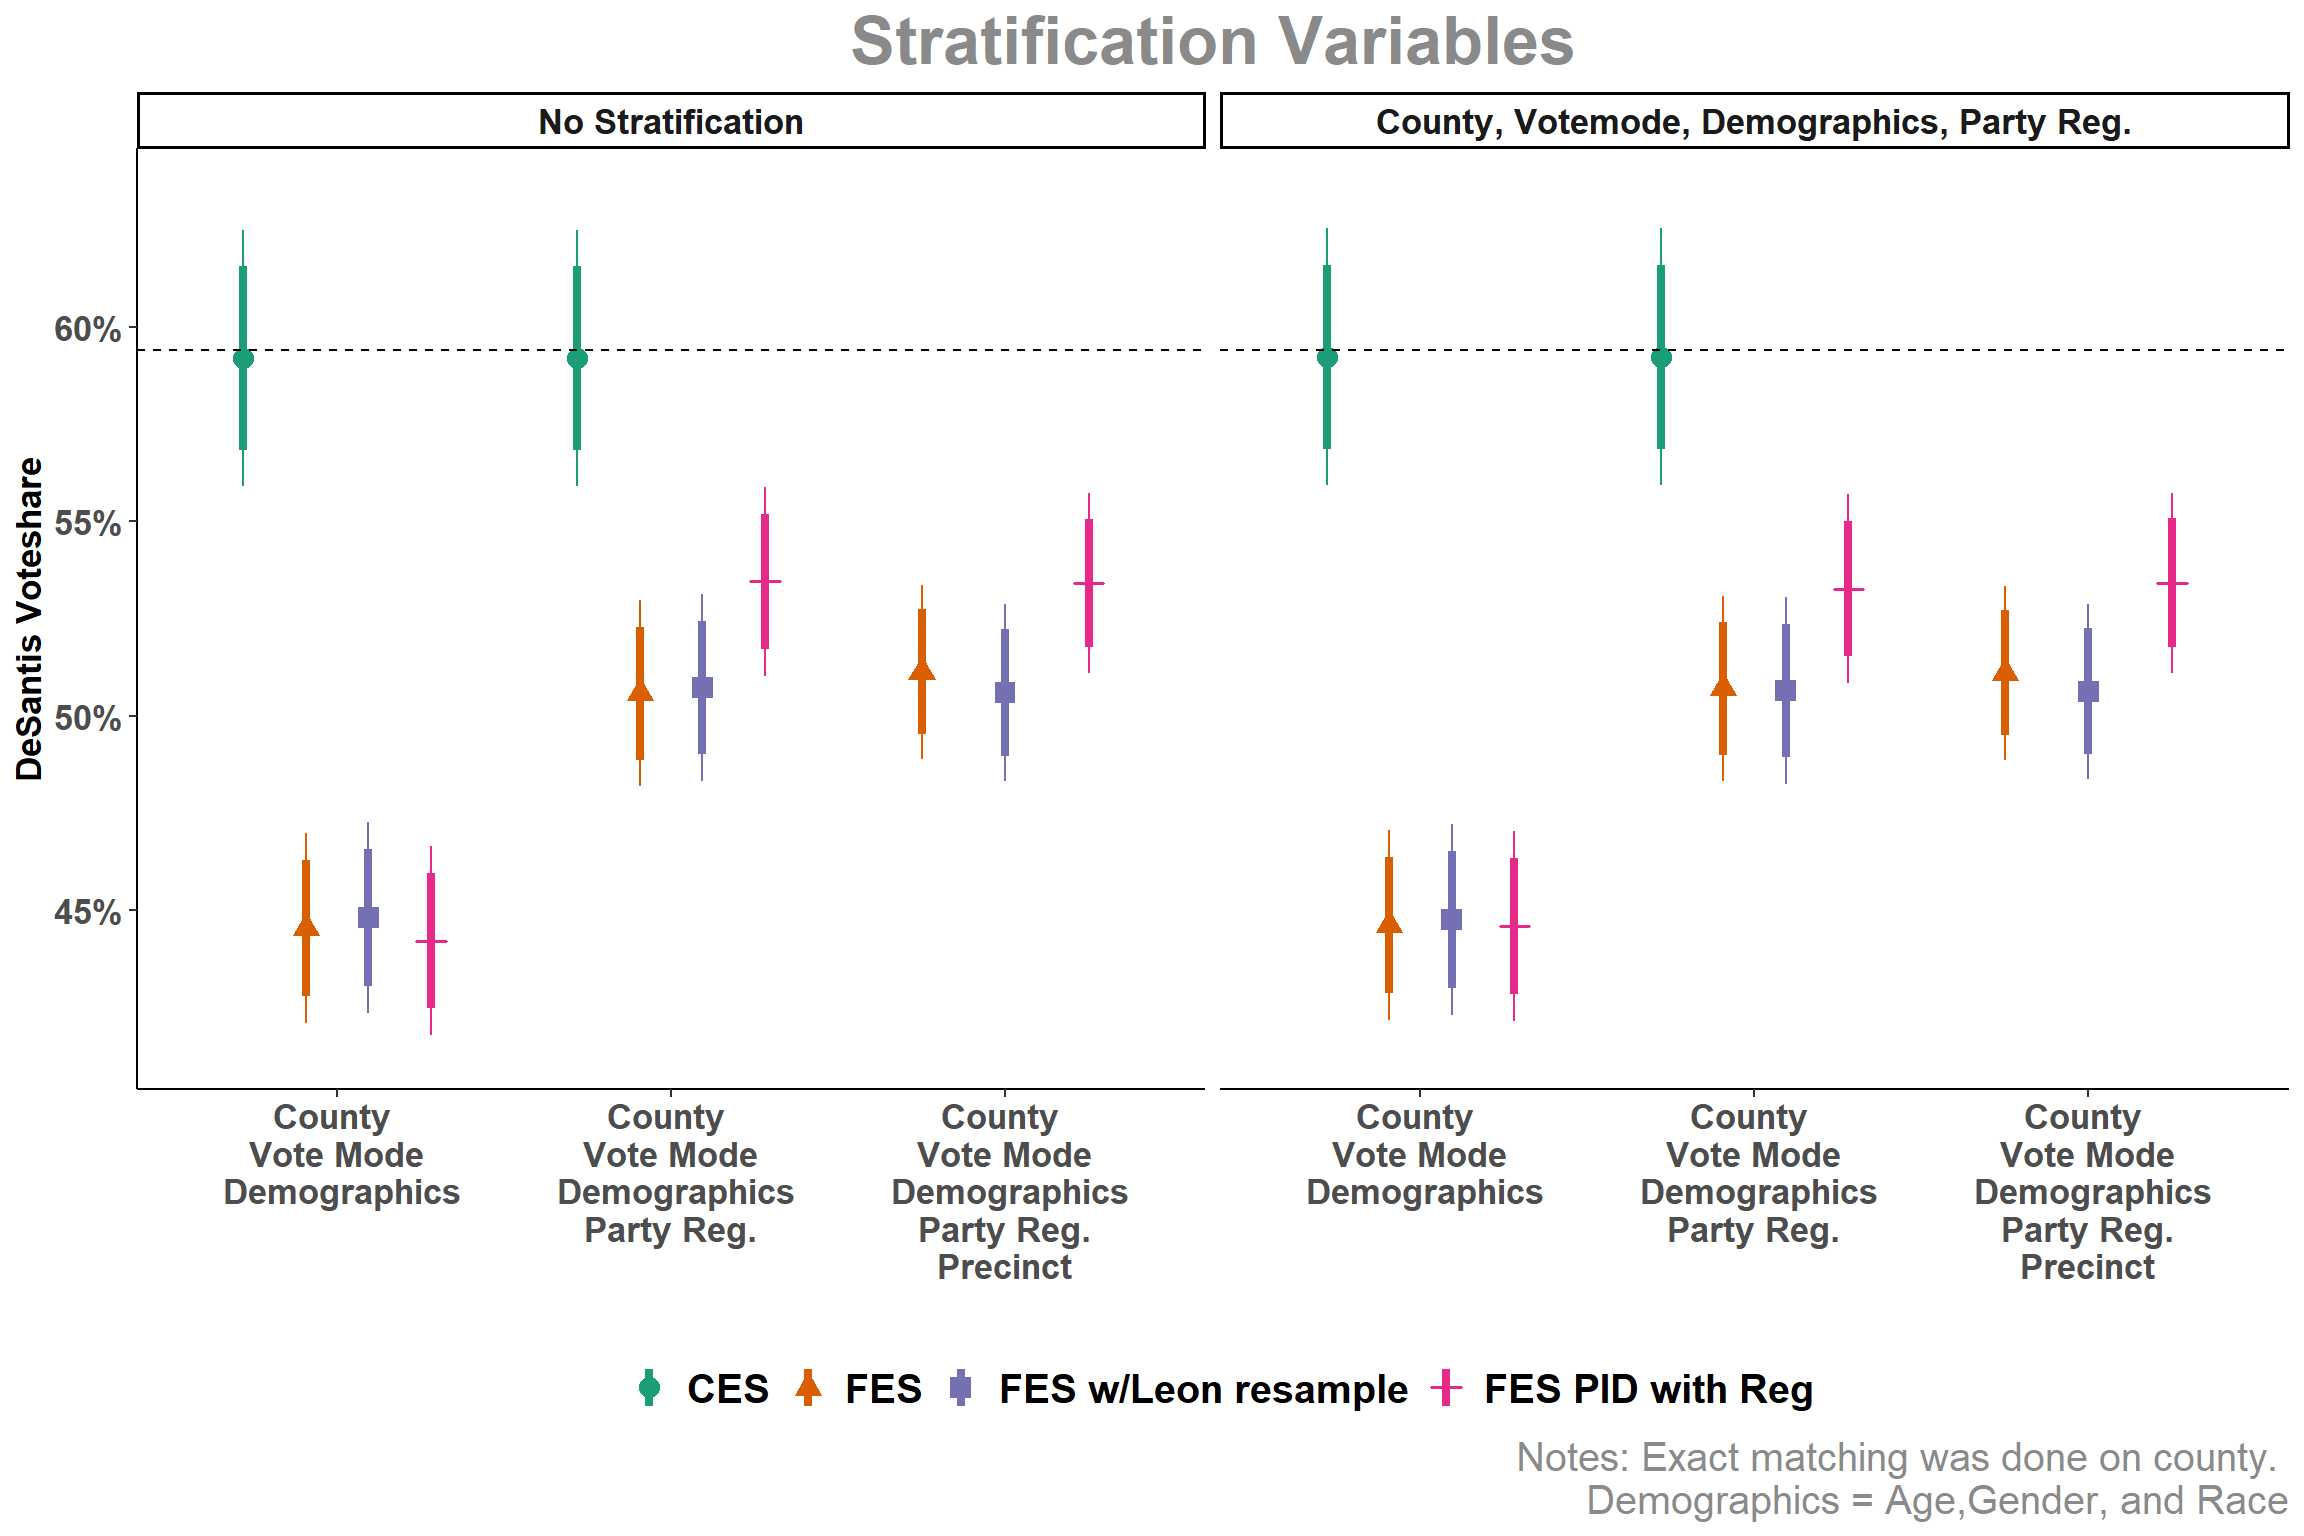 Stratification Variables
No Stratification
County, Votemode, Demographics, Party Reg.
DeSantis Voteshare
60%
55%
50%
45%
County
Vote Mode
Demographics
County
Vote Mode
Demographics
Party Reg.
County
Vote Mode
Demographics
Party Reg.
Precinct
County
Vote Mode
Demographics
County
Vote Mode
Demographics
Party Reg.
County
Vote Mode
Demographics
Party Reg.
Precinct
CES FES FES w/Leon resample FES PID with Reg
Notes: Exact matching was done on county.
Demographics = Age,Gender, and Race